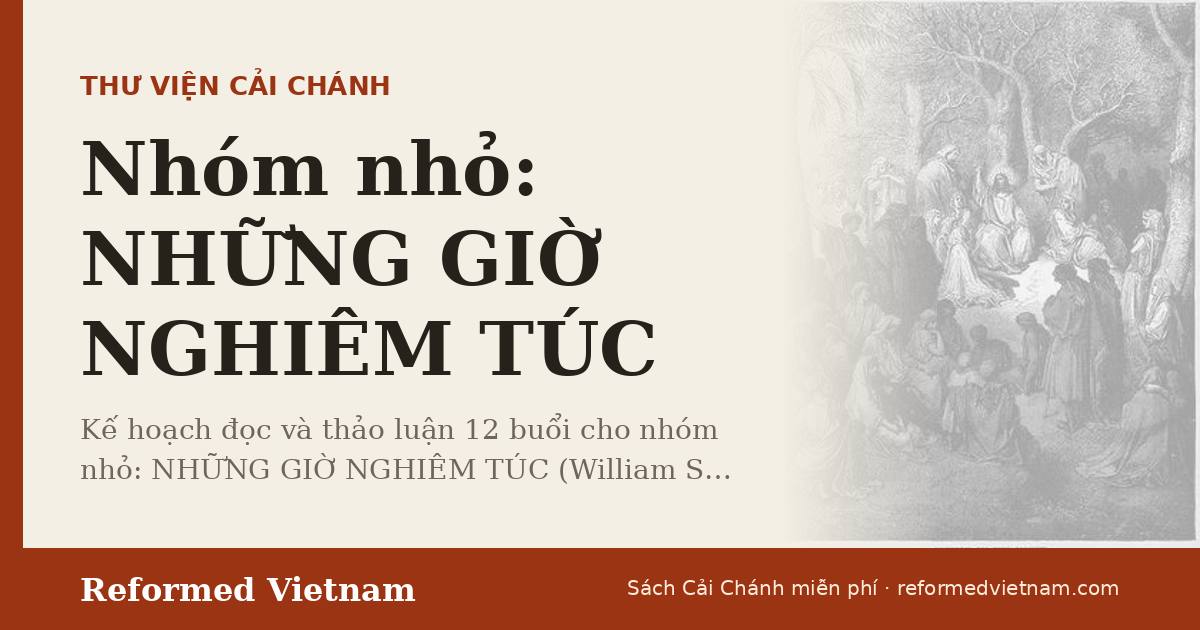 THƯ VIỆN CẢI CHÁNH
Nhóm nhỏ:
NHỮNG GIỜ
NGHIÊM TÚC
Kế hoạch đọc và thảo luận 12 buổi cho nhóm
nhỏ: NHỮNG GIỜ NGHIÊM TÚC (William S…
Reformed Vietnam
Sách Cải Chánh miễn phí · reformedvietnam.com